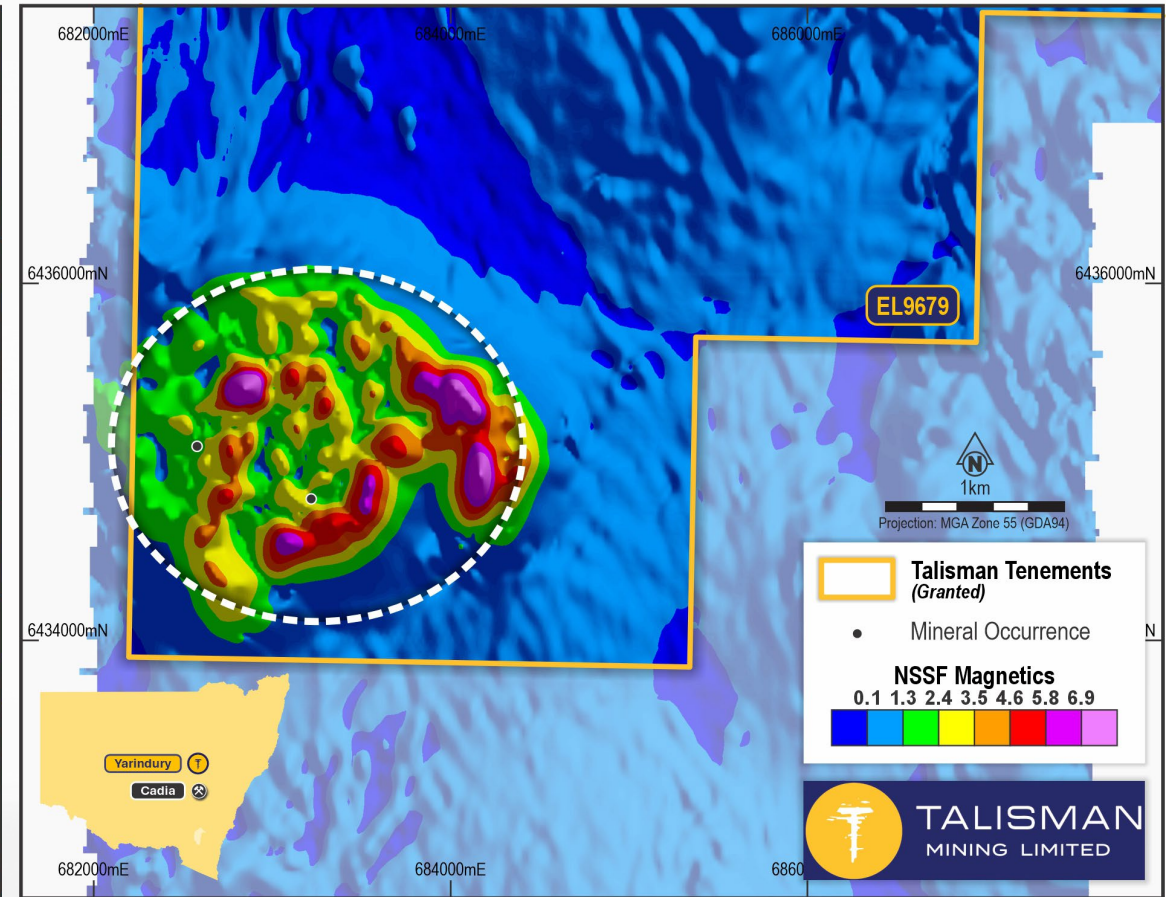 682000mE
684000mE
686000mE
6436000mN
6436000mN
EL9679
N
1km
Projection: MGA Zone 55 (GDA94)
Talisman Tenements
(Granted)
Mineral Occurrence
NSSF Magnetics
0.1 1.3 2.4 3.5 4.6 5.8 6.9
6434000mN
N
Yarindury
Cadia
TALISMAN
MINING LIMITED
682000mE
684000mE
6860